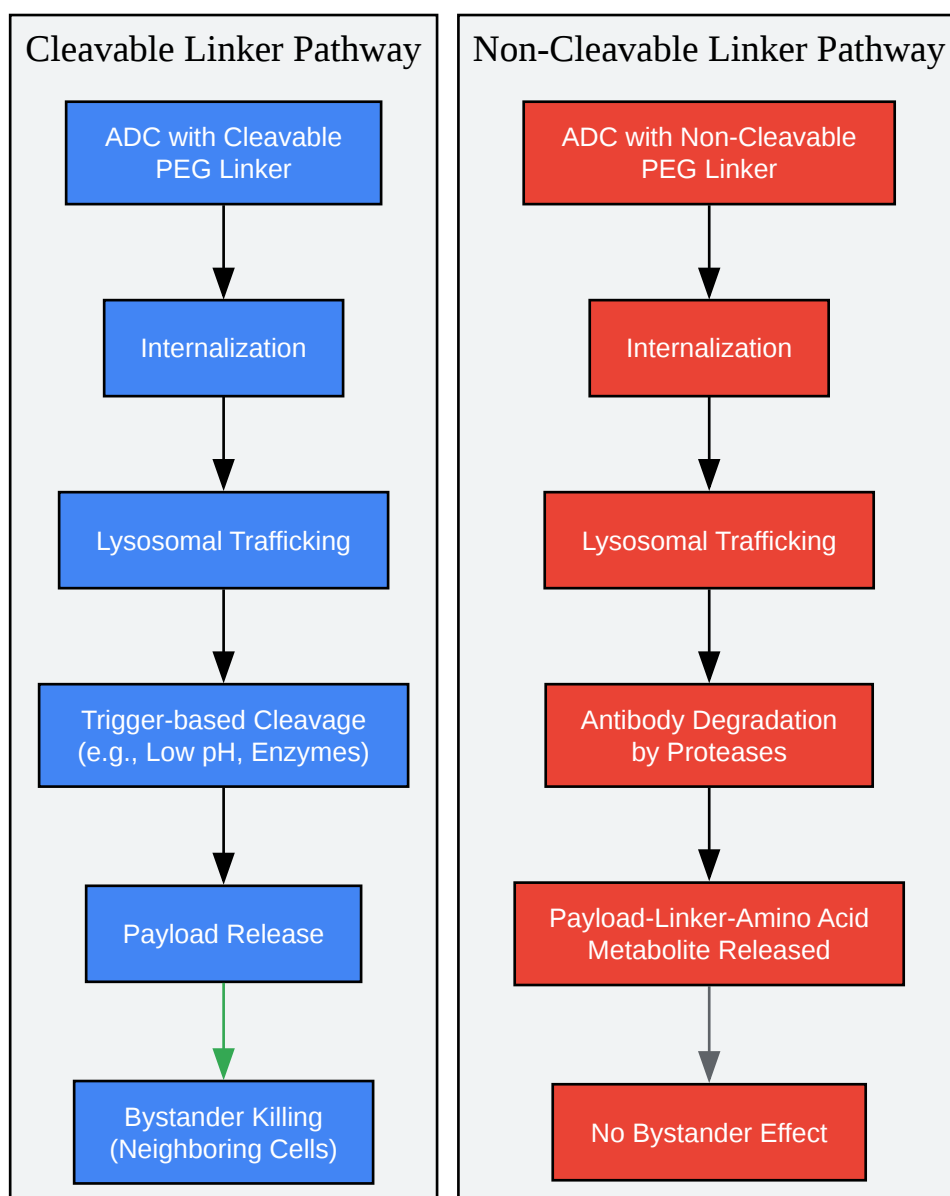 Cleavable Linker Pathway
ADC with Cleavable
PEG Linker
Internalization
Lysosomal Trafficking
Trigger-based Cleavage
(e.g., Low pH, Enzymes)
Payload Release
Bystander Killing
(Neighboring Cells)
Non-Cleavable Linker Pathway
ADC with Non-Cleavable
PEG Linker
Internalization
Lysosomal Trafficking
Antibody Degradation
by Proteases
Payload-Linker-Amino Acid
Metabolite Released
No Bystander Effect